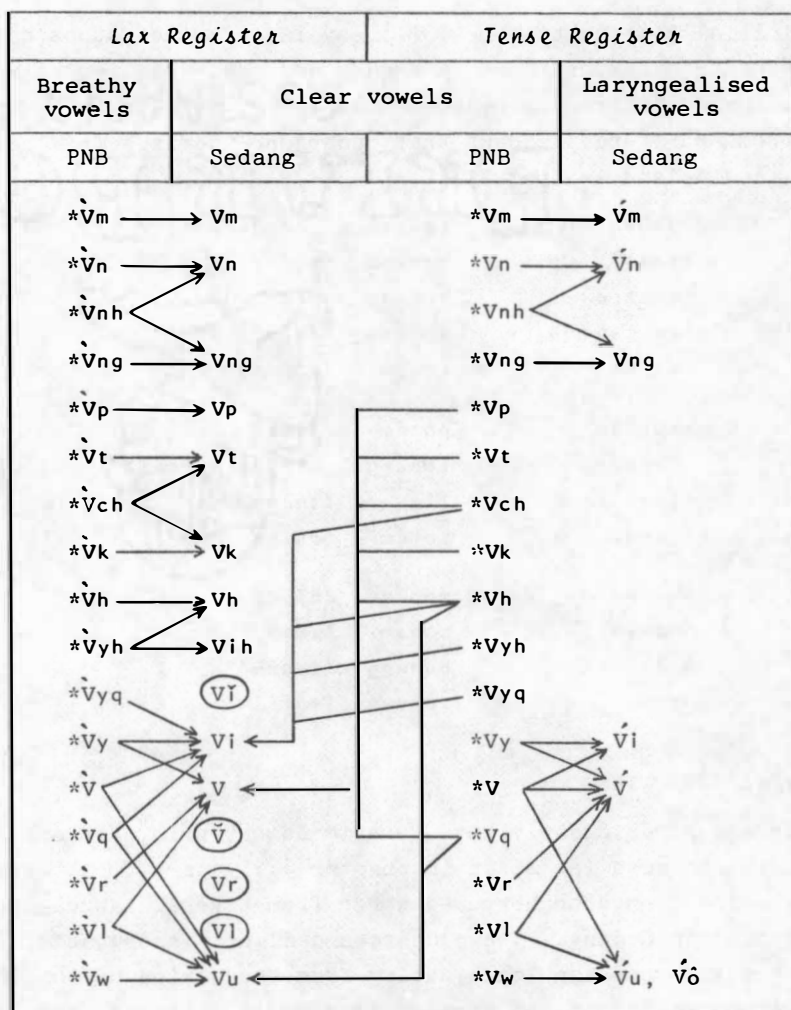 Lax Register Tense Register
Breathy vowels Clear vowels Laryngealised vowels
PNB Sedang PNB Sedang
*V̀m Vm *Vm V́m
*V̀n Vn *Vn V́n
*V̀nh *Vnh
*V̀ng Vng *Vng Vng
*V̀p Vp *Vp
*V̀t Vt *Vt
*V̀ch *Vch
*V̀k Vk *Vk
*V̀h Vh *Vh
*V̀yh Vih *Vyh
*V̀yq Vĭ *Vyq
*V̀y Vi *Vy V́i
*V̀ V *V V́
*V̀q V̆ *Vq
*V̀r Vr *Vr
*V̀l Vl *Vl
*V̀w Vu *Vw V́u, V́ô